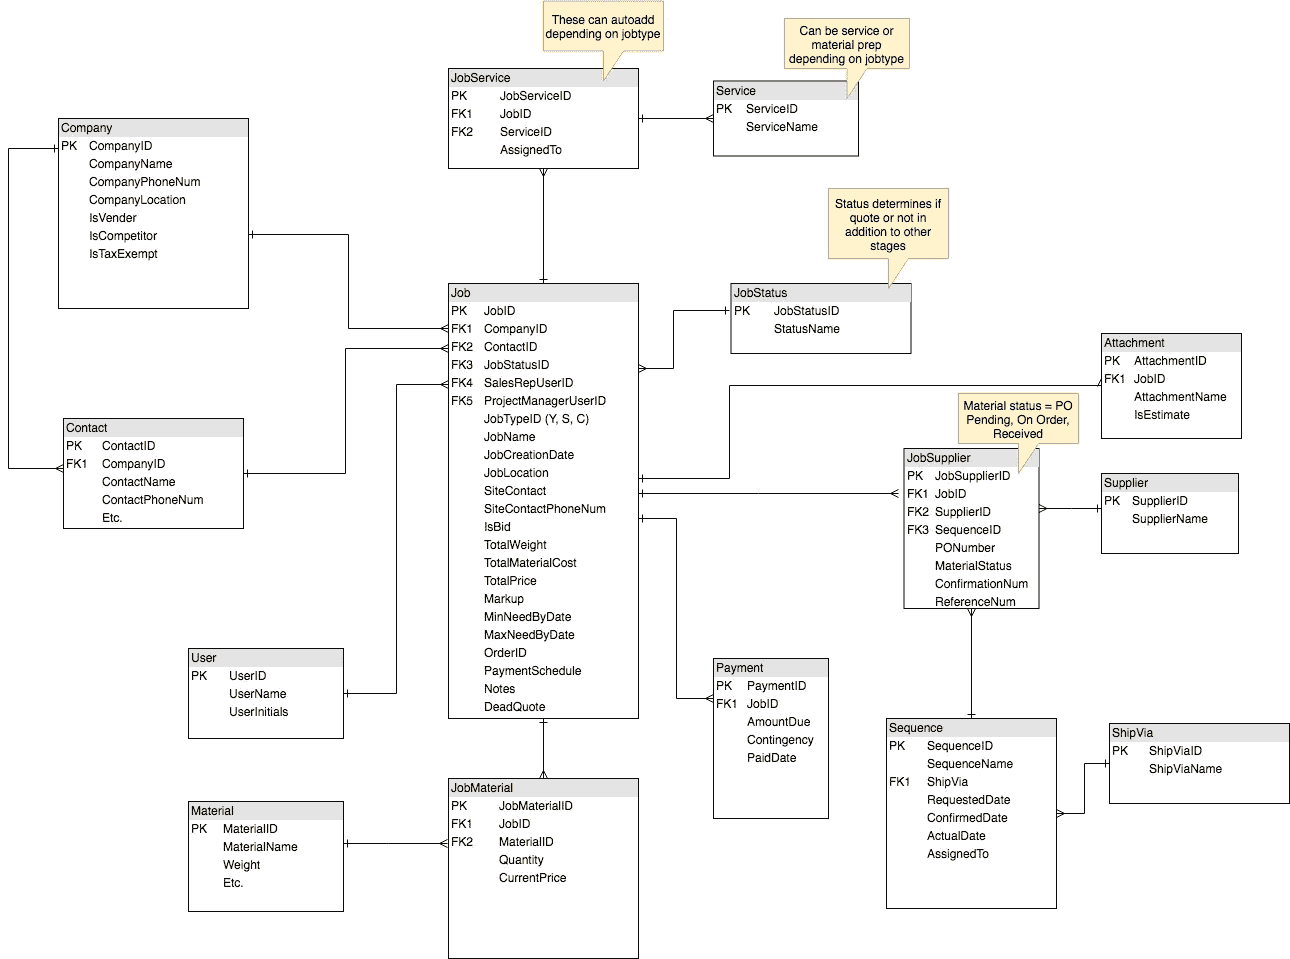 These can autoadd
depending on jobtype
Can be service or
material prep
depending on jobtype
JobService
PK JobServiceID
FK1 JobID
FK2 ServiceID
AssignedTo
Service
PK ServiceID
ServiceName
Company
PK CompanyID
CompanyName
CompanyPhoneNum
CompanyLocation
IsVender
IsCompetitor
IsTaxExempt
Status determines if
quote or not in
addition to other
stages
Job
PK JobID
FK1 CompanyID
FK2 ContactID
FK3 JobStatusID
FK4 SalesRepUserID
FK5 ProjectManagerUserID
JobTypeID (Y, S, C)
JobName
JobCreationDate
JobLocation
SiteContact
SiteContactPhoneNum
IsBid
TotalWeight
TotalMaterialCost
TotalPrice
Markup
MinNeedByDate
MaxNeedByDate
OrderID
PaymentSchedule
Notes
DeadQuote
JobStatus
PK JobStatusID
StatusName
Attachment
PK AttachmentID
FK1 JobID
AttachmentName
IsEstimate
Material status = PO
Pending, On Order,
Received
Contact
PK ContactID
FK1 CompanyID
ContactName
ContactPhoneNum
Etc.
JobSupplier
PK JobSupplierID
FK1 JobID
FK2 SupplierID
FK3 SequenceID
PONumber
MaterialStatus
ConfirmationNum
ReferenceNum
Supplier
PK SupplierID
SupplierName
User
PK UserID
UserName
UserInitials
Payment
PK PaymentID
FK1 JobID
AmountDue
Contingency
PaidDate
Sequence
PK SequenceID
SequenceName
FK1 ShipVia
RequestedDate
ConfirmedDate
ActualDate
AssignedTo
ShipVia
PK ShipViaID
ShipViaName
Material
PK MaterialID
MaterialName
Weight
Etc.
JobMaterial
PK JobMaterialID
FK1 JobID
FK2 MaterialID
Quantity
CurrentPrice